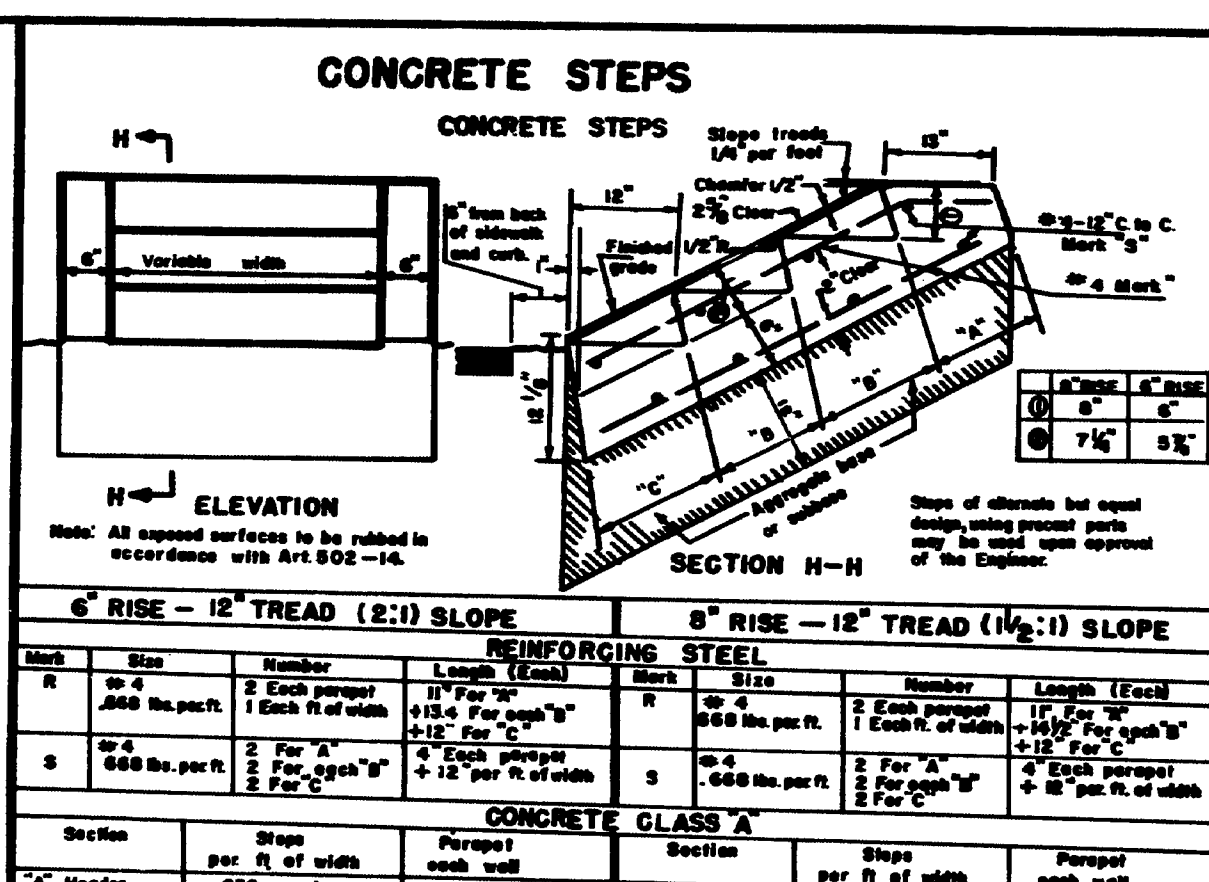 CONCRETE STEPS
CONCRETE STEPS
H
6"
Variable width
6"
H
ELEVATION
Note: All exposed surfaces to be rubbed in
accordance with Art. 502-14.
6" from back
of sidewalk
and curb.
1"
12"
Finished
grade
12 1/8"
Slope treads
1/4" per foot
13"
Chamfer 1/2"
Clear
1/2" R.
2" Clear
# 4-12" C. to C.
Mark "S"
# 4 Mark "
"A"
"B"
"B"
"C"
Aggregate base
or subbase
SECTION H-H
8" RISE 6" RISE
1 8" 6"
Steps of alternate but equal
design, using precast parts
may be used upon approval
of the Engineer.
6" RISE - 12" TREAD (2:1) SLOPE
8" RISE - 12" TREAD (1 1/2:1) SLOPE
REINFORCING STEEL
Mark Size Number Length (Each) Mark Size Number Length (Each)
R # 4 2 Each parapet 11" For "A" R # 4 2 Each parapet 11" For "A"
.668 lbs. per ft. 1 Each ft. of width +13.4 For each "B" .668 lbs. per ft. 1 Each ft. of width +14 1/2" For each "B"
+12" For "C" +12" For "C"
S # 4 2 For "A" 4" Each parapet S # 4 2 For "A" 4" Each parapet
.668 lbs. per ft. 2 For each "B" + 12" per ft. of width .668 lbs. per ft. 2 For each "B" + 12" per. ft. of width
2 For "C" 2 For "C"
CONCRETE CLASS "A"
Section Steps Parapet Section Steps Parapet
per ft of width each wall per ft of width each wall
"A" Header